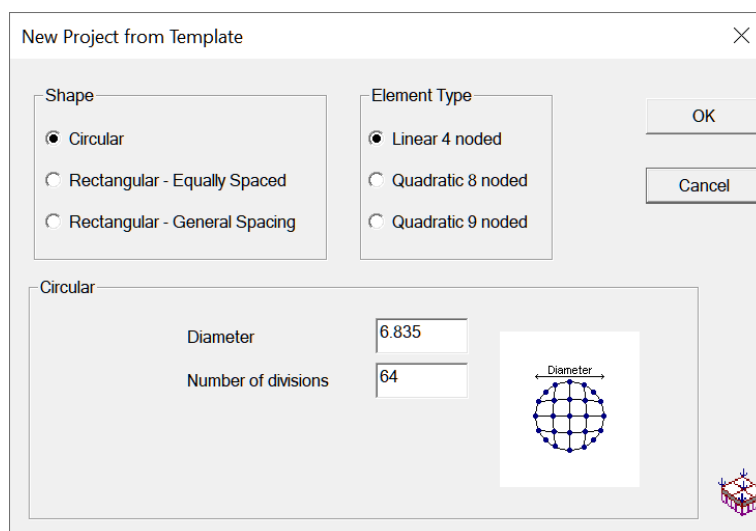 New Project from Template
Shape
Circular
Rectangular - Equally Spaced
Rectangular - General Spacing
Element Type
Linear 4 noded
Quadratic 8 noded
Quadratic 9 noded
OK
Cancel
Circular
Diameter
6.835
Number of divisions
64
Diameter